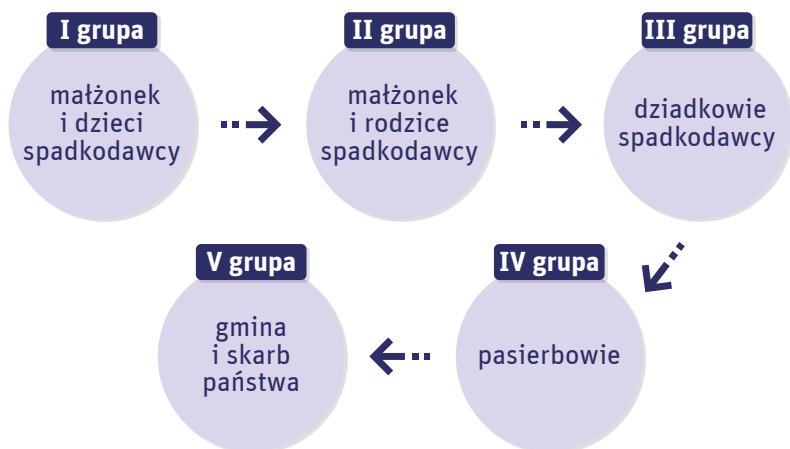 I grupa
małżonek
i dzieci
spadkodawcy
II grupa
małżonek
i rodzice
spadkodawcy
III grupa
dziadkowie
spadkodawcy
IV grupa
pasierbowie
V grupa
gmina
i skarb
państwa